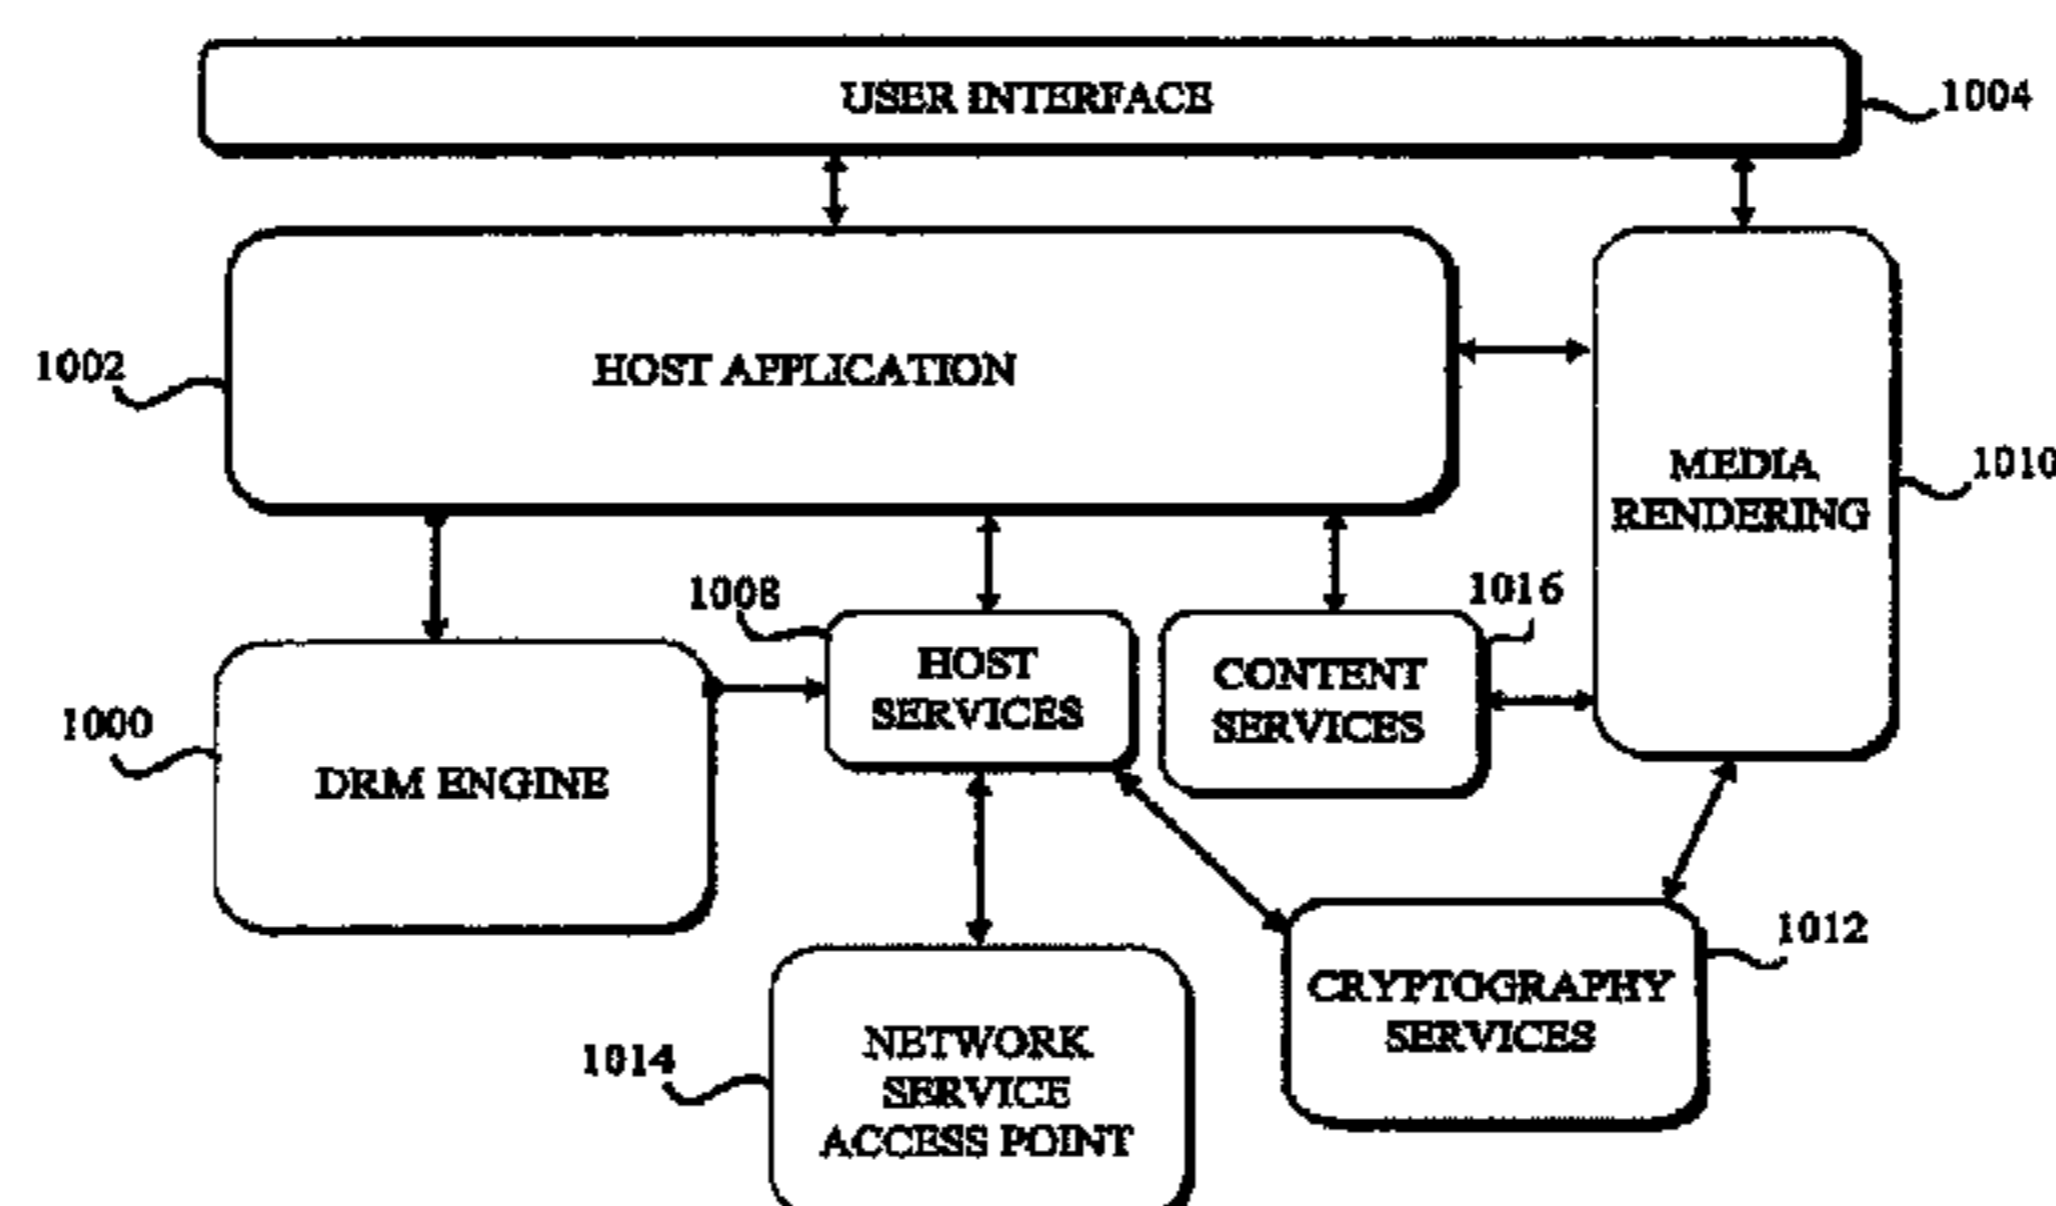 USER INTERFACE
1004
HOST APPLICATION
1002
MEDIA
RENDERING
1010
1008
HOST
SERVICES
1016
CONTENT
SERVICES
1000
DRM ENGINE
1012
CRYPTOGRAPHY
SERVICES
1014
NETWORK
SERVICE
ACCESS POINT